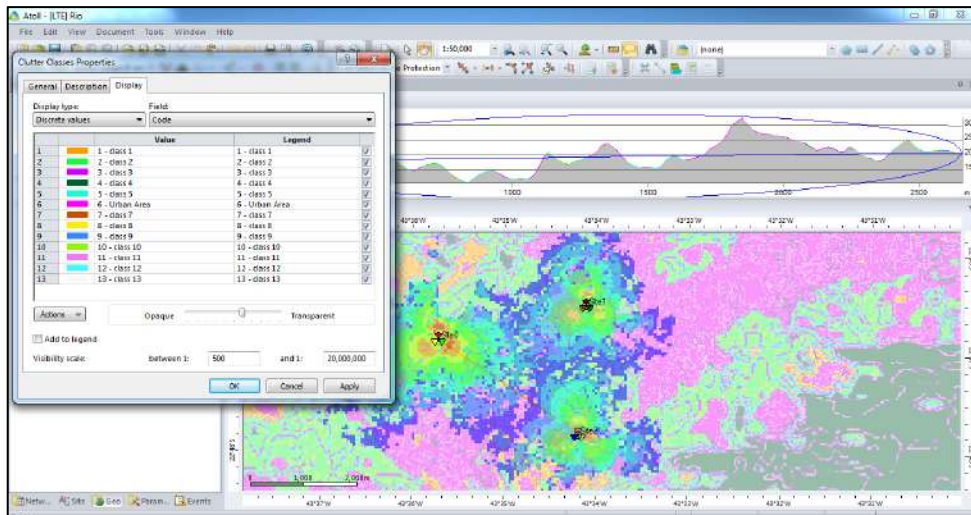 Atoll - [LTE] Rio
File Edit View Document Tools Window Help
1:50,000 (none)
Clutter Classes Properties
General Description Display
Display type: Field:
Discrete values Code
Value Legend
1 1 - class 1 1 - class 1
2 2 - class 2 2 - class 2
3 3 - class 3 3 - class 3
4 4 - class 4 4 - class 4
5 5 - class 5 5 - class 5
6 6 - Urban Area 6 - Urban Area
7 7 - class 7 7 - class 7
8 8 - class 8 8 - class 8
9 9 - class 9 9 - class 9
10 10 - class 10 10 - class 10
11 11 - class 11 11 - class 11
12 12 - class 12 12 - class 12
13 13 - class 13 13 - class 13
Actions Opaque Transparent
Add to legend
Visibility scale: between 1: 500 and 1: 20,000,000
OK Cancel Apply
Protection
1000 1500 2000 2500
43°36'W 43°35'W 43°34'W 43°33'W 43°32'W 43°31'W
0 1,000 2,000m
Netw... Site Geo Param... Events
43°37'W 43°36'W 43°35'W 43°34'W 43°33'W 43°32'W 43°31'W